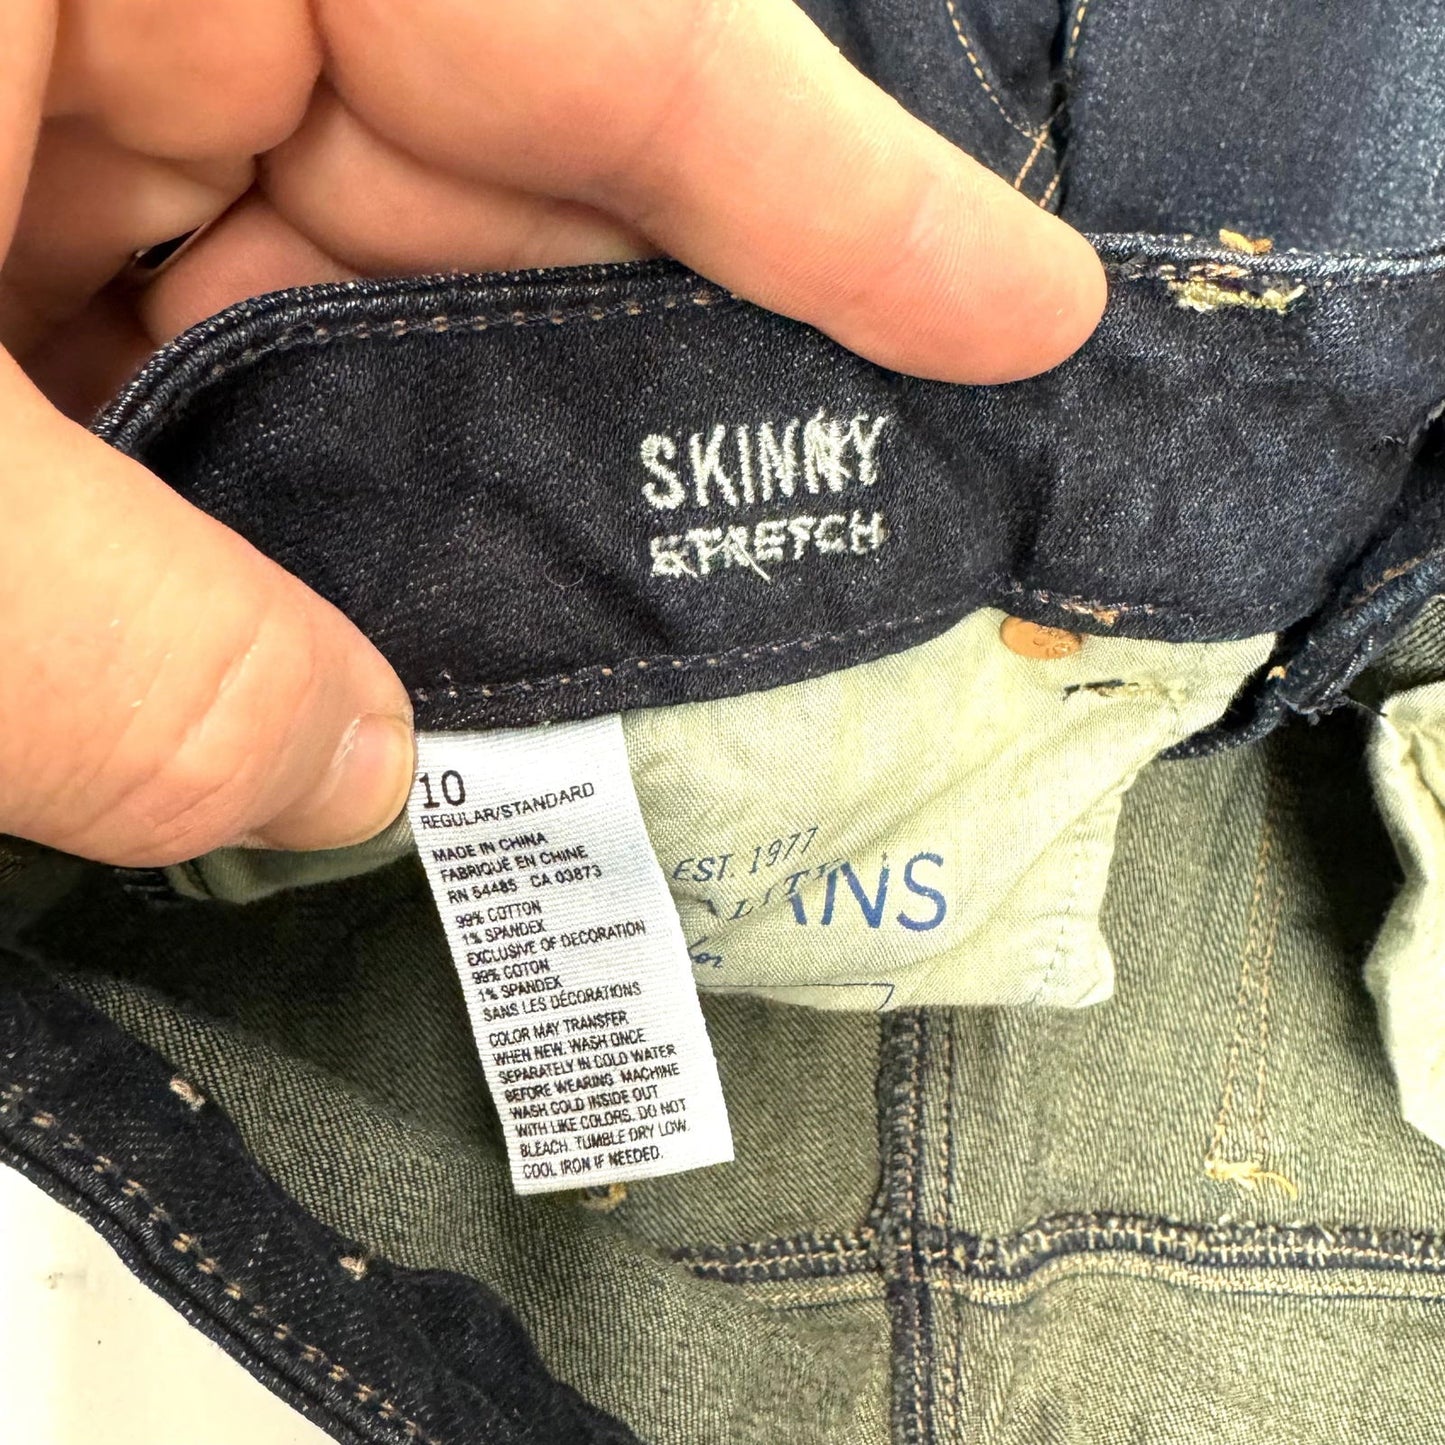 SKINNY
STRETCH
10
REGULAR/STANDARD
MADE IN CHINA
FABRIQUÉ EN CHINE
RN 54485 CA 03873
99% COTTON
1% SPANDEX
EXCLUSIVE OF DECORATION
99% COTON
1% SPANDEX
SANS LES DÉCORATIONS
COLOR MAY TRANSFER
WHEN NEW. WASH ONCE
SEPARATELY IN COLD WATER
BEFORE WEARING. MACHINE
WASH COLD INSIDE OUT
WITH LIKE COLORS. DO NOT
BLEACH. TUMBLE DRY LOW.
COOL IRON IF NEEDED.
EST. 1977
ANS
for